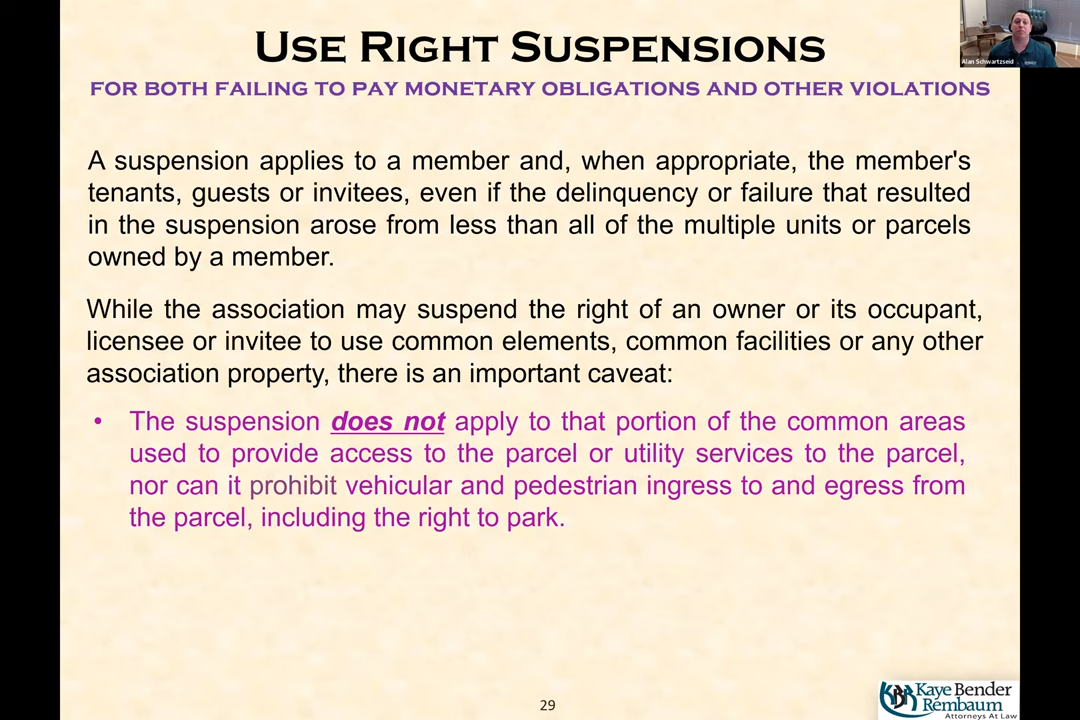 USE RIGHT SUSPENSIONS
FOR BOTH FAILING TO PAY MONETARY OBLIGATIONS AND OTHER VIOLATIONS
A suspension applies to a member and, when appropriate, the member's
tenants, guests or invitees, even if the delinquency or failure that resulted
in the suspension arose from less than all of the multiple units or parcels
owned by a member.
While the association may suspend the right of an owner or its occupant,
licensee or invitee to use common elements, common facilities or any other
association property, there is an important caveat:
• The suspension does not apply to that portion of the common areas
used to provide access to the parcel or utility services to the parcel,
nor can it prohibit vehicular and pedestrian ingress to and egress from
the parcel, including the right to park.
29
Alan Schwartzseid
KBR Kaye Bender
Rembaum
Attorneys At Law